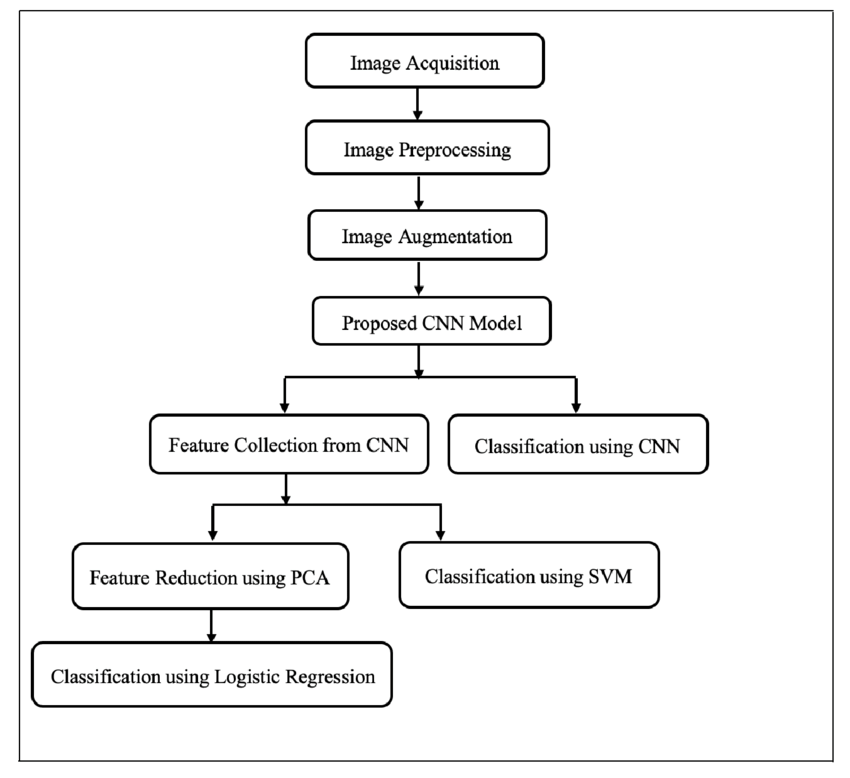 Image Acquisition
Image Preprocessing
Image Augmentation
Proposed CNN Model
Feature Collection from CNN
Classification using CNN
Feature Reduction using PCA
Classification using SVM
Classification using Logistic Regression